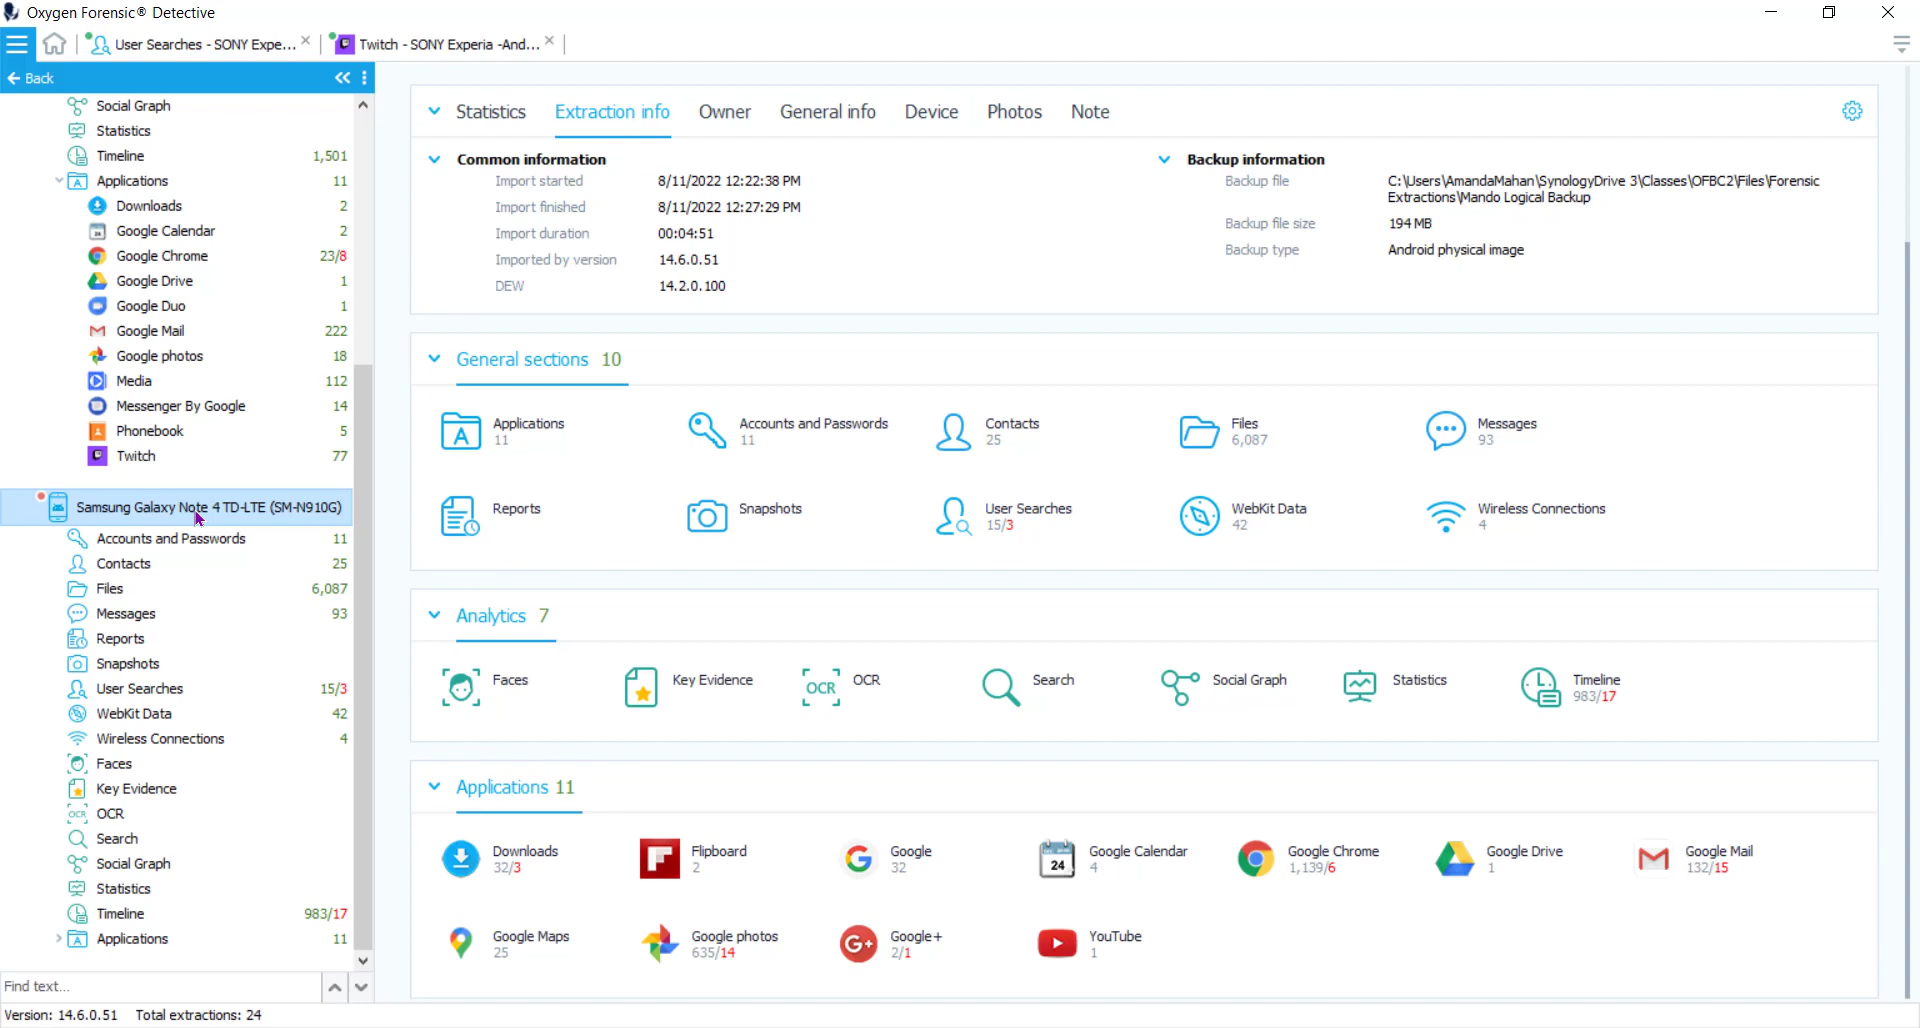 Oxygen Forensic® Detective
User Searches - SONY Expe...
Twitch - SONY Experia -And...
Back
Social Graph
Statistics
Timeline 1,501
Applications 11
Downloads 2
Google Calendar 2
Google Chrome 23/8
Google Drive 1
Google Duo 1
Google Mail 222
Google photos 18
Media 112
Messenger By Google 14
Phonebook 5
Twitch 77
Samsung Galaxy Note 4 TD-LTE (SM-N910G)
Accounts and Passwords 11
Contacts 25
Files 6,087
Messages 93
Reports
Snapshots
User Searches 15/3
WebKit Data 42
Wireless Connections 4
Faces
Key Evidence
OCR OCR
Search
Social Graph
Statistics
Timeline 983/17
Applications 11
Find text...
Version: 14.6.0.51 Total extractions: 24
Statistics Extraction info Owner General info Device Photos Note
Common information
Import started 8/11/2022 12:22:38 PM
Import finished 8/11/2022 12:27:29 PM
Import duration 00:04:51
Imported by version 14.6.0.51
DEW 14.2.0.100
Backup information
Backup file C:\Users\AmandaMahan\SynologyDrive 3\Classes\OFBC2\Files\Forensic
Extractions\Mando Logical Backup
Backup file size 194 MB
Backup type Android physical image
General sections 10
Applications Accounts and Passwords Contacts Files Messages
11 11 25 6,087 93
Reports Snapshots User Searches WebKit Data Wireless Connections
15/3 42 4
Analytics 7
Faces Key Evidence OCR OCR Search Social Graph Statistics Timeline
983/17
Applications 11
Downloads Flipboard Google 24 Google Calendar Google Chrome Google Drive Google Mail
32/3 2 32 4 1,139/6 1 132/15
Google Maps Google photos G+ Google+ YouTube
25 635/14 2/1 1